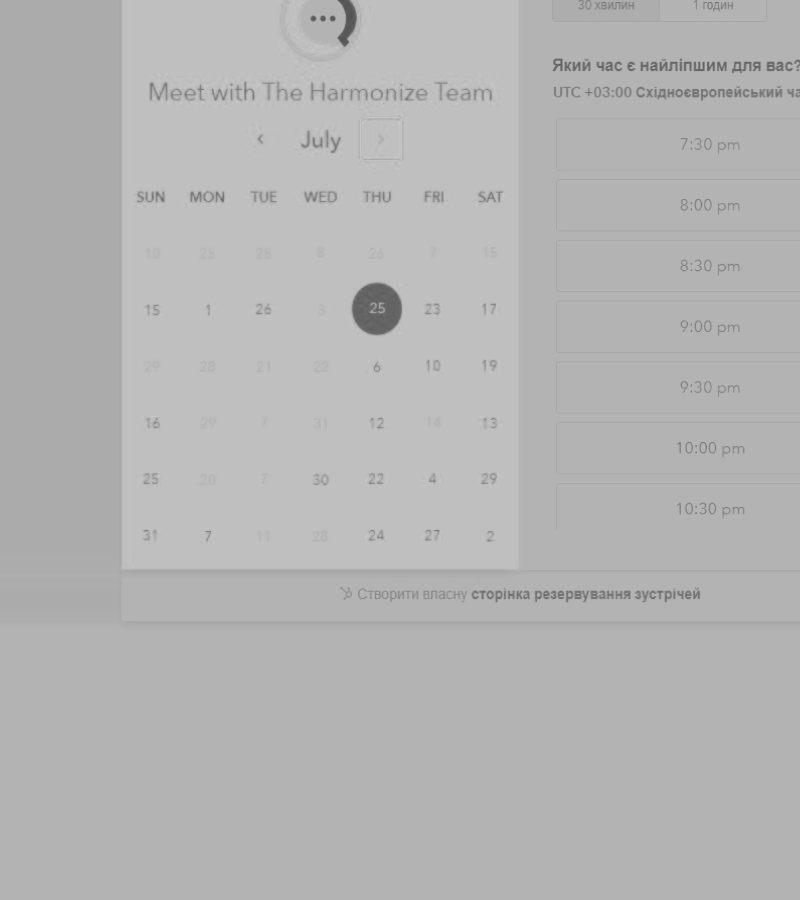 30 хвилин
1 годин
Meet with The Harmonize Team
July
SUN MON TUE WED THU FRI SAT
10 23 25 8 26 7 15
15 1 26 3 25 23 17
29 28 21 22 6 10 19
16 29 7 31 12 14 13
25 20 7 30 22 4 29
31 7 11 28 24 27 2
Який час є найліпшим для вас?
UTC +03:00 Східноєвропейський ча
7:30 pm
8:00 pm
8:30 pm
9:00 pm
9:30 pm
10:00 pm
10:30 pm
Створити власну сторінка резервування зустрічей